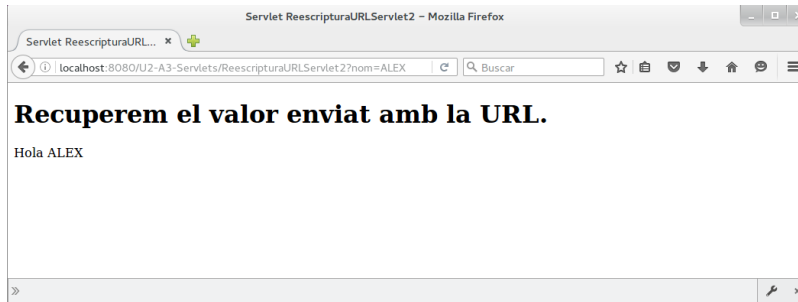 Servlet ReescripturaURLServlet2 – Mozilla Firefox
Servlet ReescripturaURL...
localhost:8080/U2-A3-Servlets/ReescripturaURLServlet2?nom=ALEX
Buscar
Recuperem el valor enviat amb la URL.
Hola ALEX